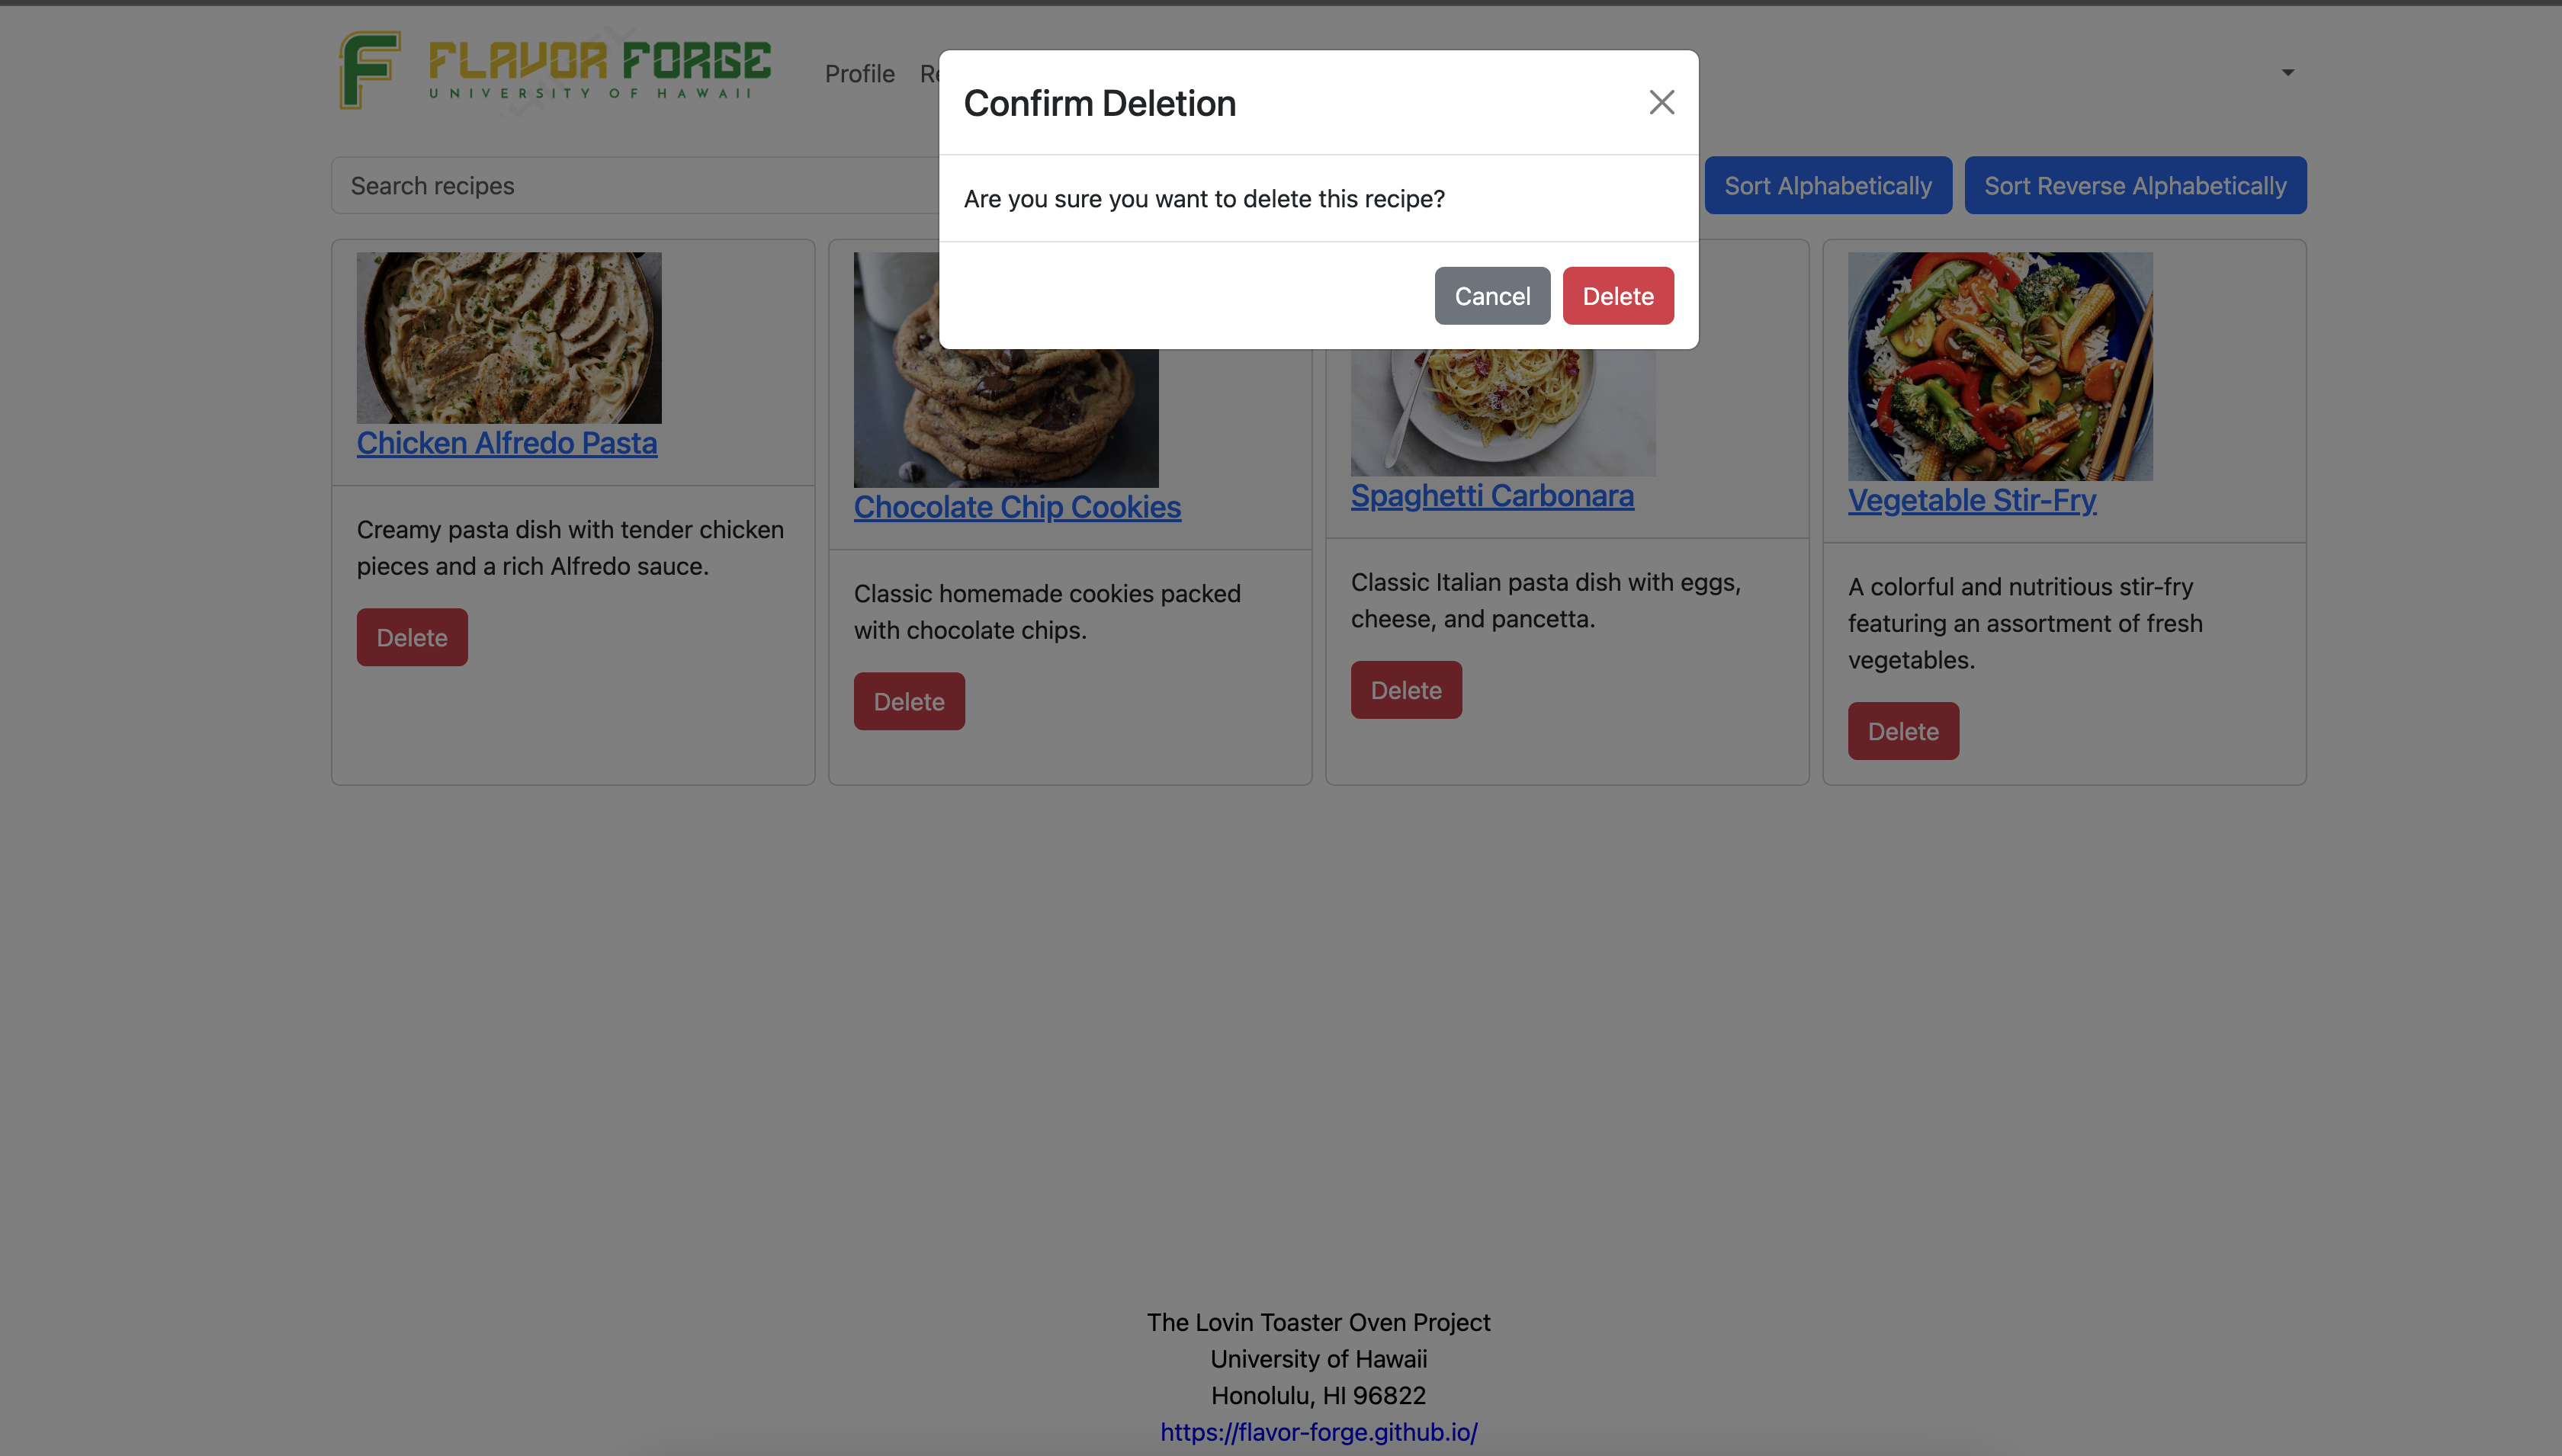 FLAVOR FORGE
UNIVERSITY OF HAWAII
Profile
Confirm Deletion
Are you sure you want to delete this recipe?
Cancel
Delete
Search recipes
Sort Alphabetically
Sort Reverse Alphabetically
Chicken Alfredo Pasta
Creamy pasta dish with tender chicken
pieces and a rich Alfredo sauce.
Delete
Chocolate Chip Cookies
Classic homemade cookies packed
with chocolate chips.
Delete
Spaghetti Carbonara
Classic Italian pasta dish with eggs,
cheese, and pancetta.
Delete
Vegetable Stir-Fry
A colorful and nutritious stir-fry
featuring an assortment of fresh
vegetables.
Delete
The Lovin Toaster Oven Project
University of Hawaii
Honolulu, HI 96822
https://flavor-forge.github.io/